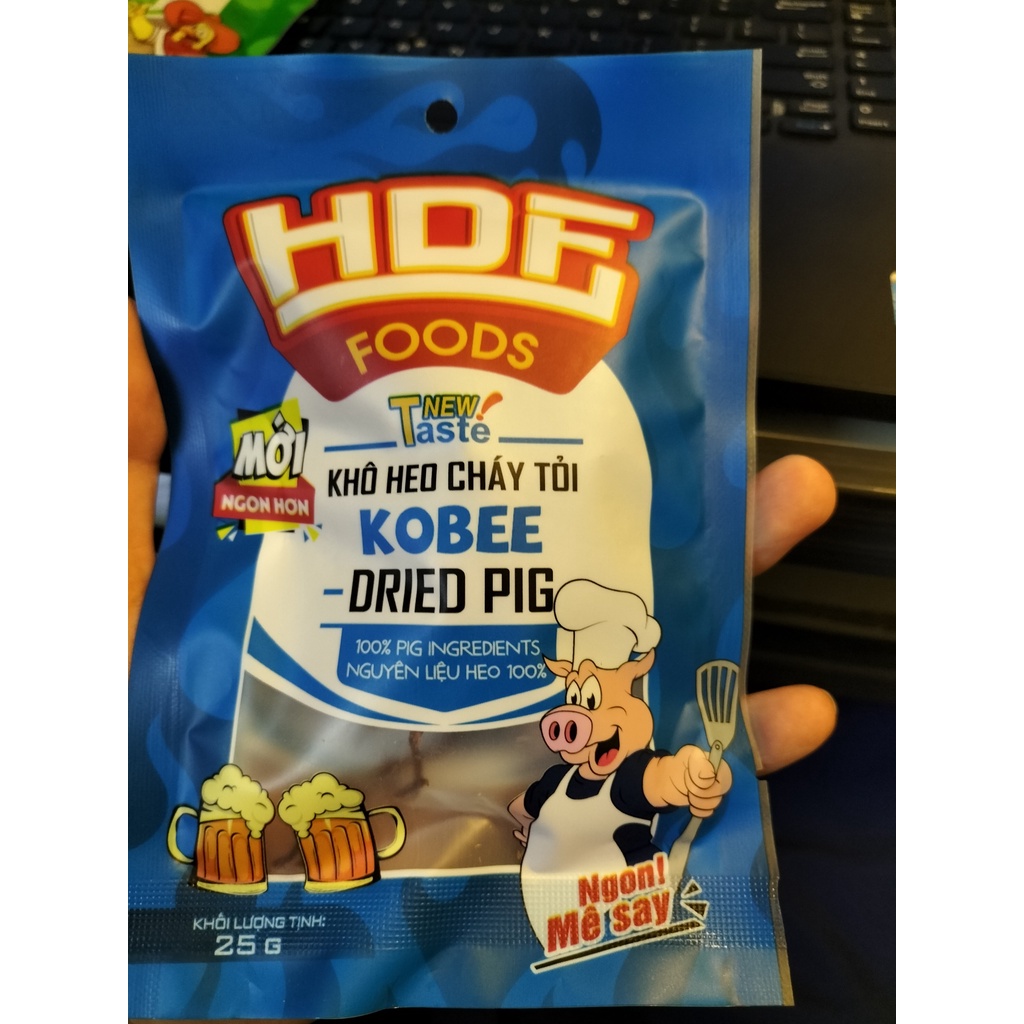 HDF
FOODS
NEW!
Taste
MỚI
NGON HƠN
KHÔ HEO CHÁY TỎI
KOBEE
-DRIED PIG
100% PIG INGREDIENTS
NGUYÊN LIỆU HEO 100%
Ngon!
Mê say
KHỐI LƯỢNG TỊNH:
25 G